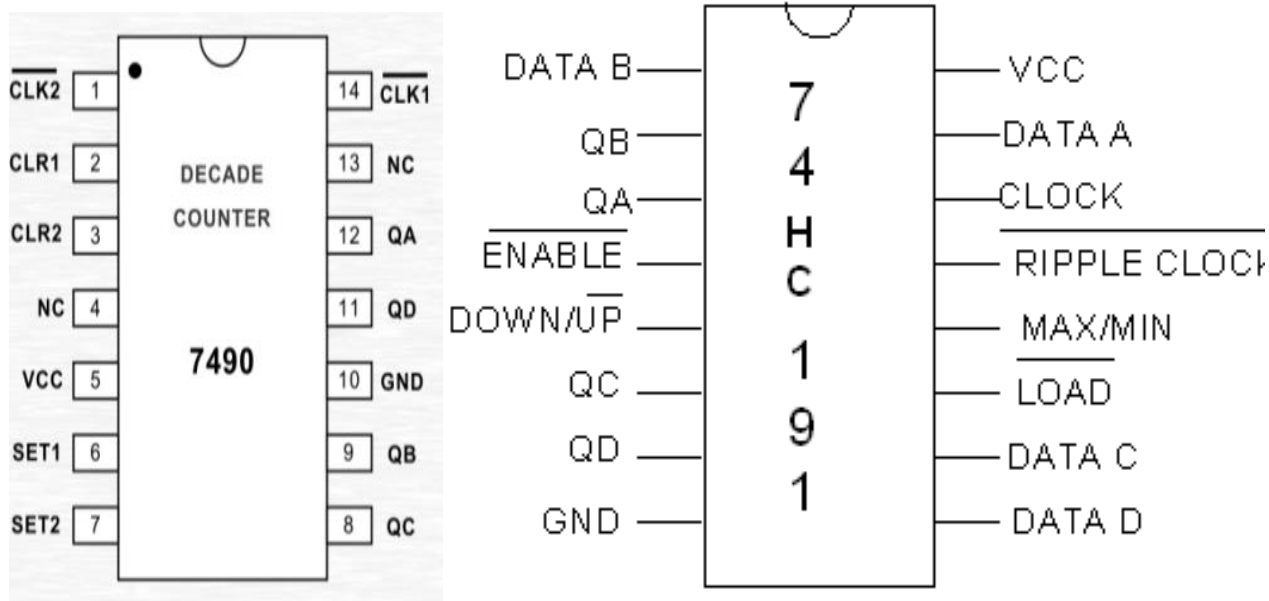 CLK2 1
14 CLK1
CLR1 2
13 NC
DECADE
COUNTER
CLR2 3
12 QA
NC 4
11 QD
7490
VCC 5
10 GND
SET1 6
9 QB
SET2 7
8 QC
DATA B
VCC
7
QB
DATA A
4
QA
CLOCK
H
ENABLE
RIPPLE CLOCK
C
DOWN/UP
MAX/MIN
1
QC
LOAD
9
QD
DATA C
1
GND
DATA D